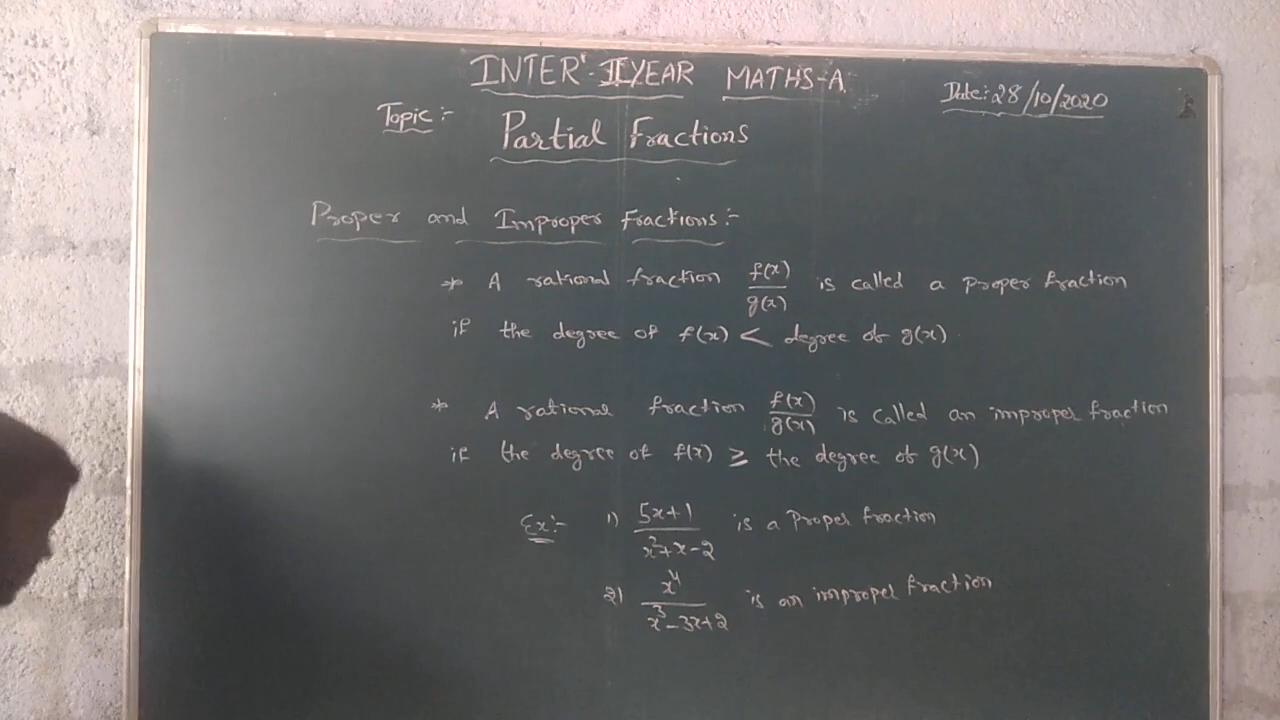 INTER-II YEAR MATHS-A
Date: 28/10/2020
Topic :-
Partial Fractions
Proper and Improper Fractions :-
* A rational fraction f(x)/g(x) is called a proper fraction
if the degree of f(x) < degree of g(x)
* A rational fraction f(x)/g(x) is called an improper fraction
if the degree of f(x) ≥ the degree of g(x)
Ex:- 1) (5x+1)/(x²+x-2) is a Proper fraction
2) x⁴/(x³-3x+2) is an improper fraction